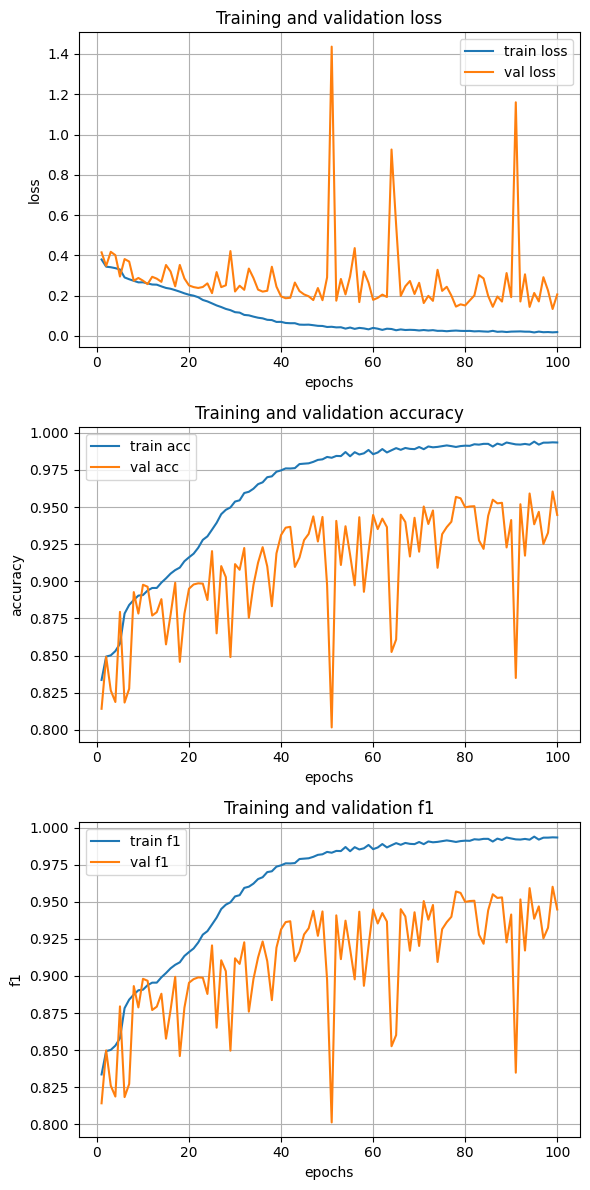 Training and validation loss
train loss
val loss
1.4
1.2
1.0
0.8
0.6
0.4
0.2
0.0
loss
0 20 40 60 80 100
epochs
Training and validation accuracy
train acc
val acc
1.000
0.975
0.950
0.925
0.900
0.875
0.850
0.825
0.800
accuracy
0 20 40 60 80 100
epochs
Training and validation f1
train f1
val f1
1.000
0.975
0.950
0.925
0.900
0.875
0.850
0.825
0.800
f1
0 20 40 60 80 100
epochs